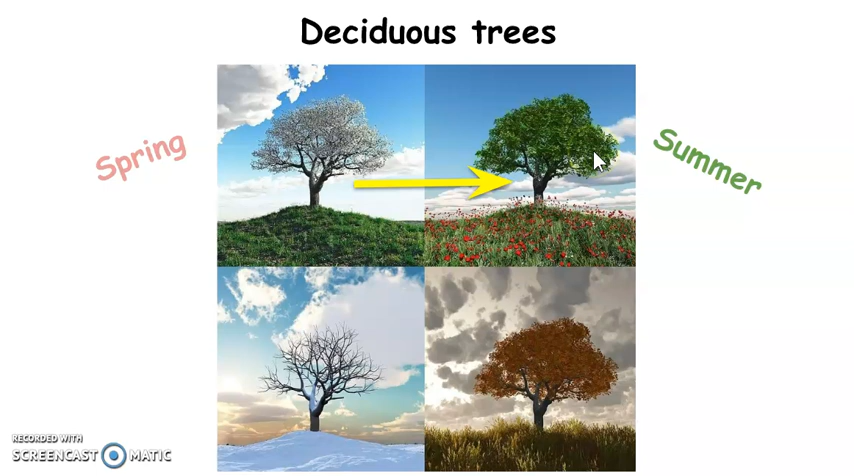 Deciduous trees
Spring
Summer
RECORDED WITH
SCREENCAST MATIC